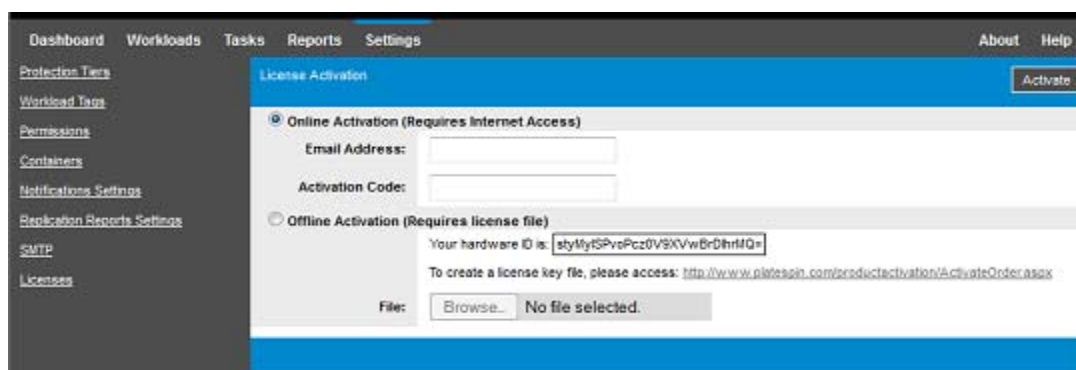 Dashboard Workloads Tasks Reports Settings About Help
Protection Tiers
Workload Tags
Permissions
Containers
Notifications Settings
Replication Reports Settings
SMTP
Licenses
License Activation
Activate
Online Activation (Requires Internet Access)
Email Address:
Activation Code:
Offline Activation (Requires license file)
Your hardware ID is:
To create a license key file, please access: http://www.platespin.com/productactivation/ActivateOrder.aspx
File: Browse... No file selected.